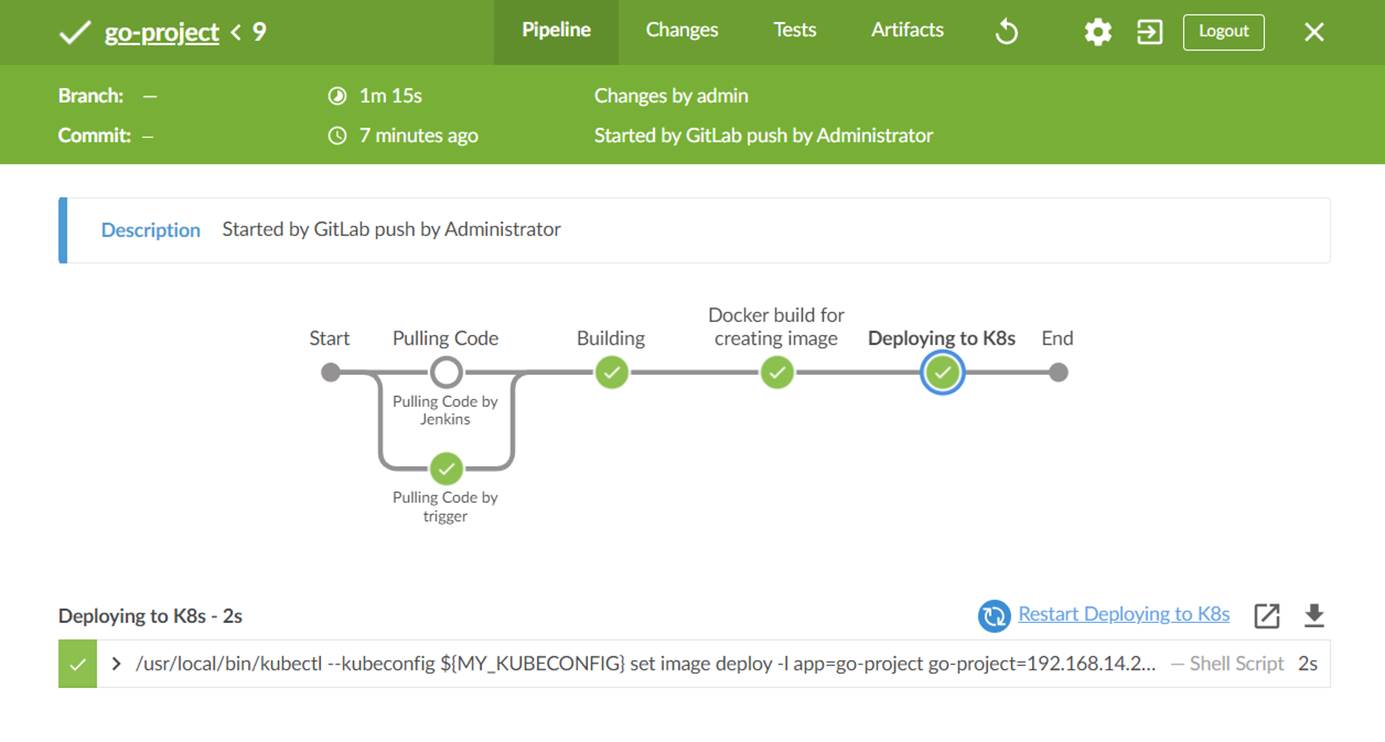 go-project < 9
Pipeline
Changes
Tests
Artifacts
Logout
Branch: —
1m 15s
Changes by admin
Commit: —
7 minutes ago
Started by GitLab push by Administrator
Description Started by GitLab push by Administrator
Start
Pulling Code
Building
Docker build for
creating image
Deploying to K8s
End
Pulling Code by
Jenkins
Pulling Code by
trigger
Deploying to K8s - 2s
Restart Deploying to K8s
/usr/local/bin/kubectl --kubeconfig ${MY_KUBECONFIG} set image deploy -l app=go-project go-project=192.168.14.2... — Shell Script 2s